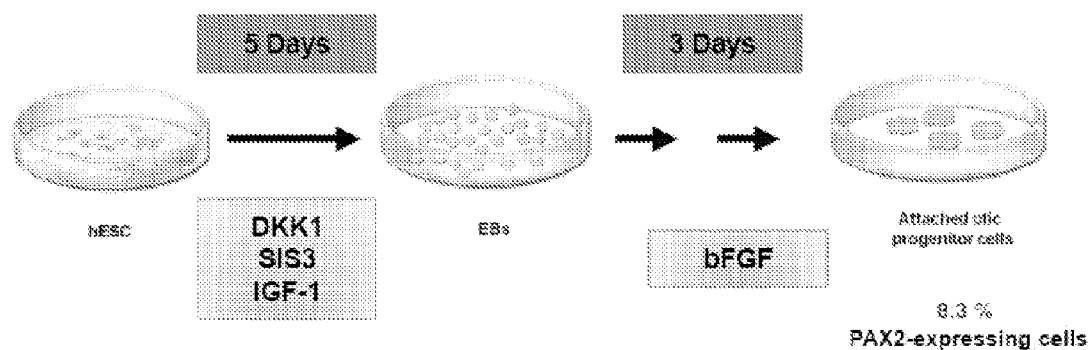 5 Days
3 Days
hESC
EBs
Attached otic
progenitor cells
DKK1
SIS3
IGF-1
bFGF
8.3 %
PAX2-expressing cells